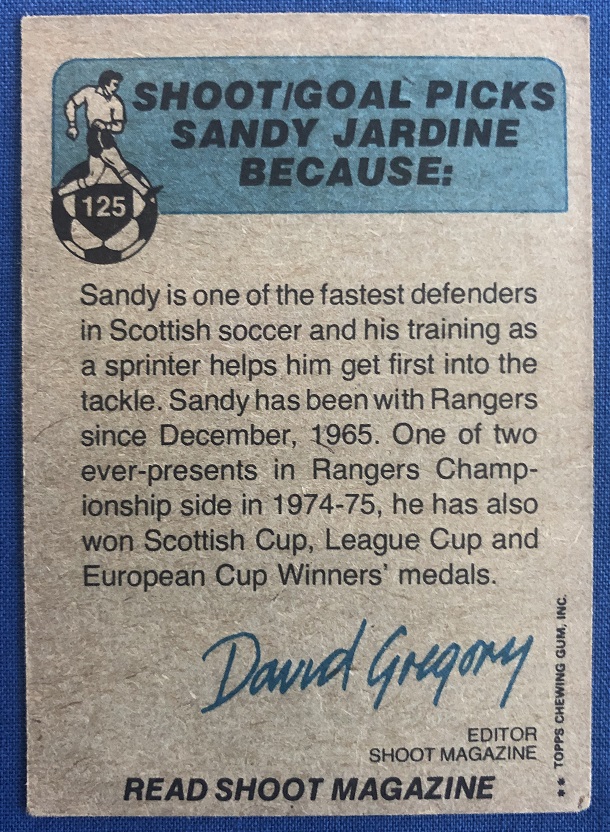 SHOOT/GOAL PICKS
SANDY JARDINE
BECAUSE:
125
Sandy is one of the fastest defenders
in Scottish soccer and his training as
a sprinter helps him get first into the
tackle. Sandy has been with Rangers
since December, 1965. One of two
ever-presents in Rangers Champ-
ionship side in 1974-75, he has also
won Scottish Cup, League Cup and
European Cup Winners' medals.
David Gregory
EDITOR
SHOOT MAGAZINE
READ SHOOT MAGAZINE
** TOPPS CHEWING GUM, INC.